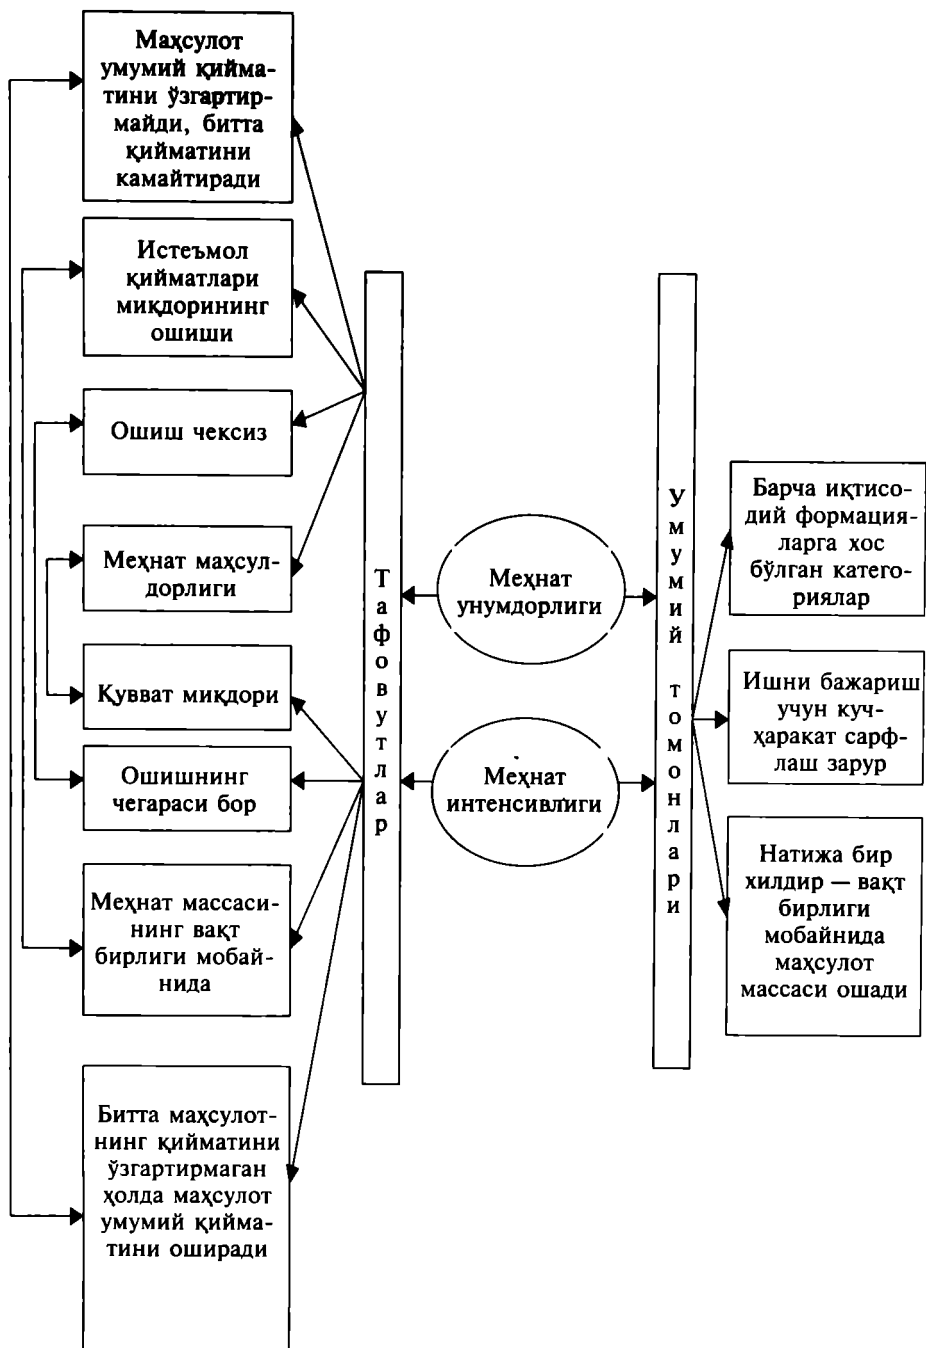 Маҳсулот
умумий қийма-
тини ўзгартир-
майди, битта
қийматини
камайтиради
Истеъмол
қийматлари
миқдорининг
ошиши
Ошиш чексиз
Меҳнат маҳсул-
дорлиги
Қувват миқдори
Ошишнинг
чегараси бор
Меҳнат массаси-
нинг вақт
бирлиги мобай-
нида
Битта маҳсулот-
нинг қийматини
ўзгартирмаган
ҳолда маҳсулот
умумий қийма-
тини оширади
Тафовутлар
Меҳнат
унумдорлиги
Меҳнат
интенсивлиги
Умумий томонлари
Барча иқтисо-
дий формация-
ларга хос
бўлган катего-
риялар
Ишни бажариш
учун куч-
ҳаракат сарф-
лаш зарур
Натижа бир
хилдир — вақт
бирлиги
мобайнида
маҳсулот
массаси ошади